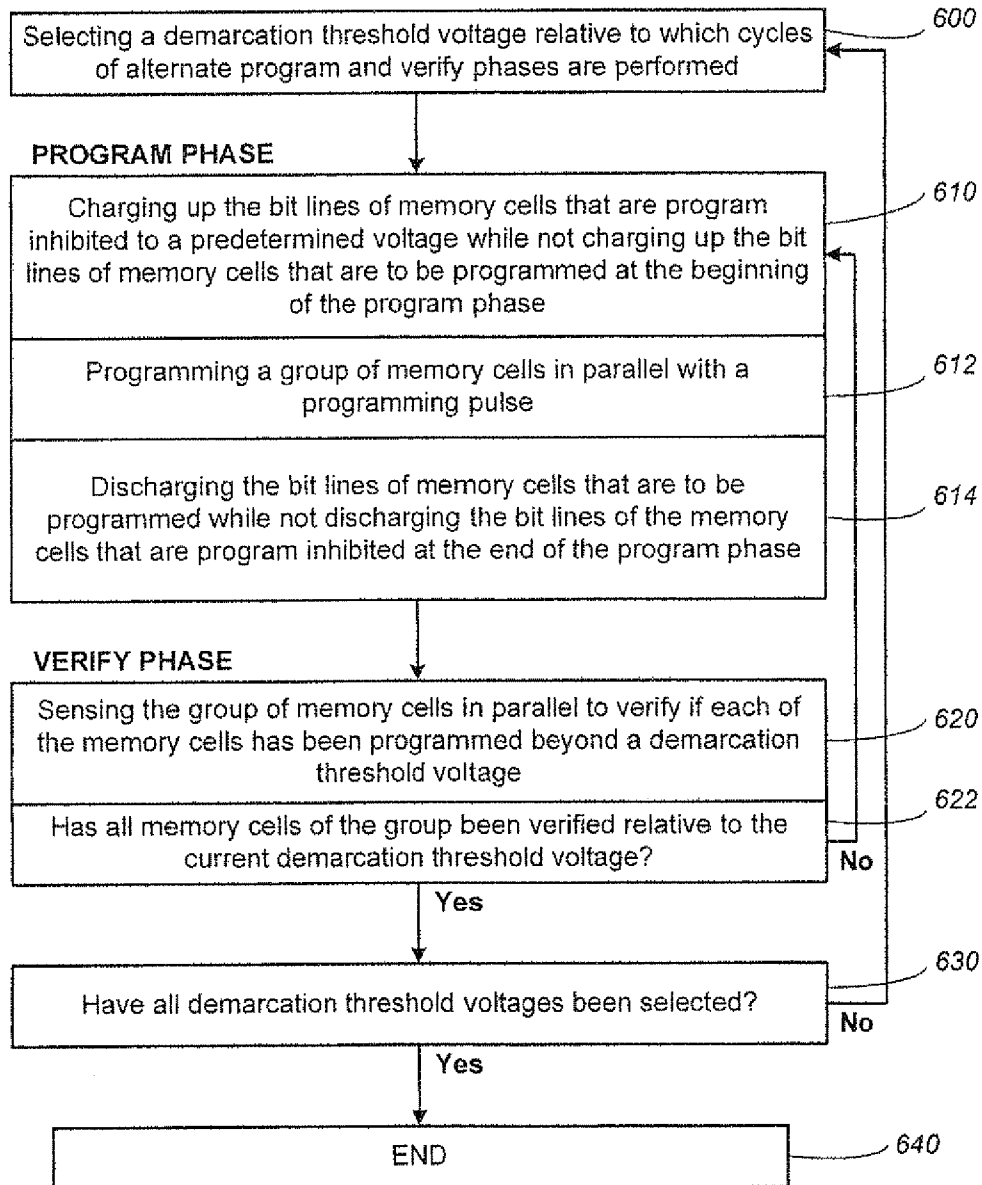 Selecting a demarcation threshold voltage relative to which cycles
of alternate program and verify phases are performed
600
PROGRAM PHASE
Charging up the bit lines of memory cells that are program
inhibited to a predetermined voltage while not charging up the bit
lines of memory cells that are to be programmed at the beginning
of the program phase
610
Programming a group of memory cells in parallel with a
programming pulse
612
Discharging the bit lines of memory cells that are to be
programmed while not discharging the bit lines of the memory
cells that are program inhibited at the end of the program phase
614
VERIFY PHASE
Sensing the group of memory cells in parallel to verify if each of
the memory cells has been programmed beyond a demarcation
threshold voltage
620
Has all memory cells of the group been verified relative to the
current demarcation threshold voltage?
622
No
Yes
Have all demarcation threshold voltages been selected?
630
No
Yes
END
640